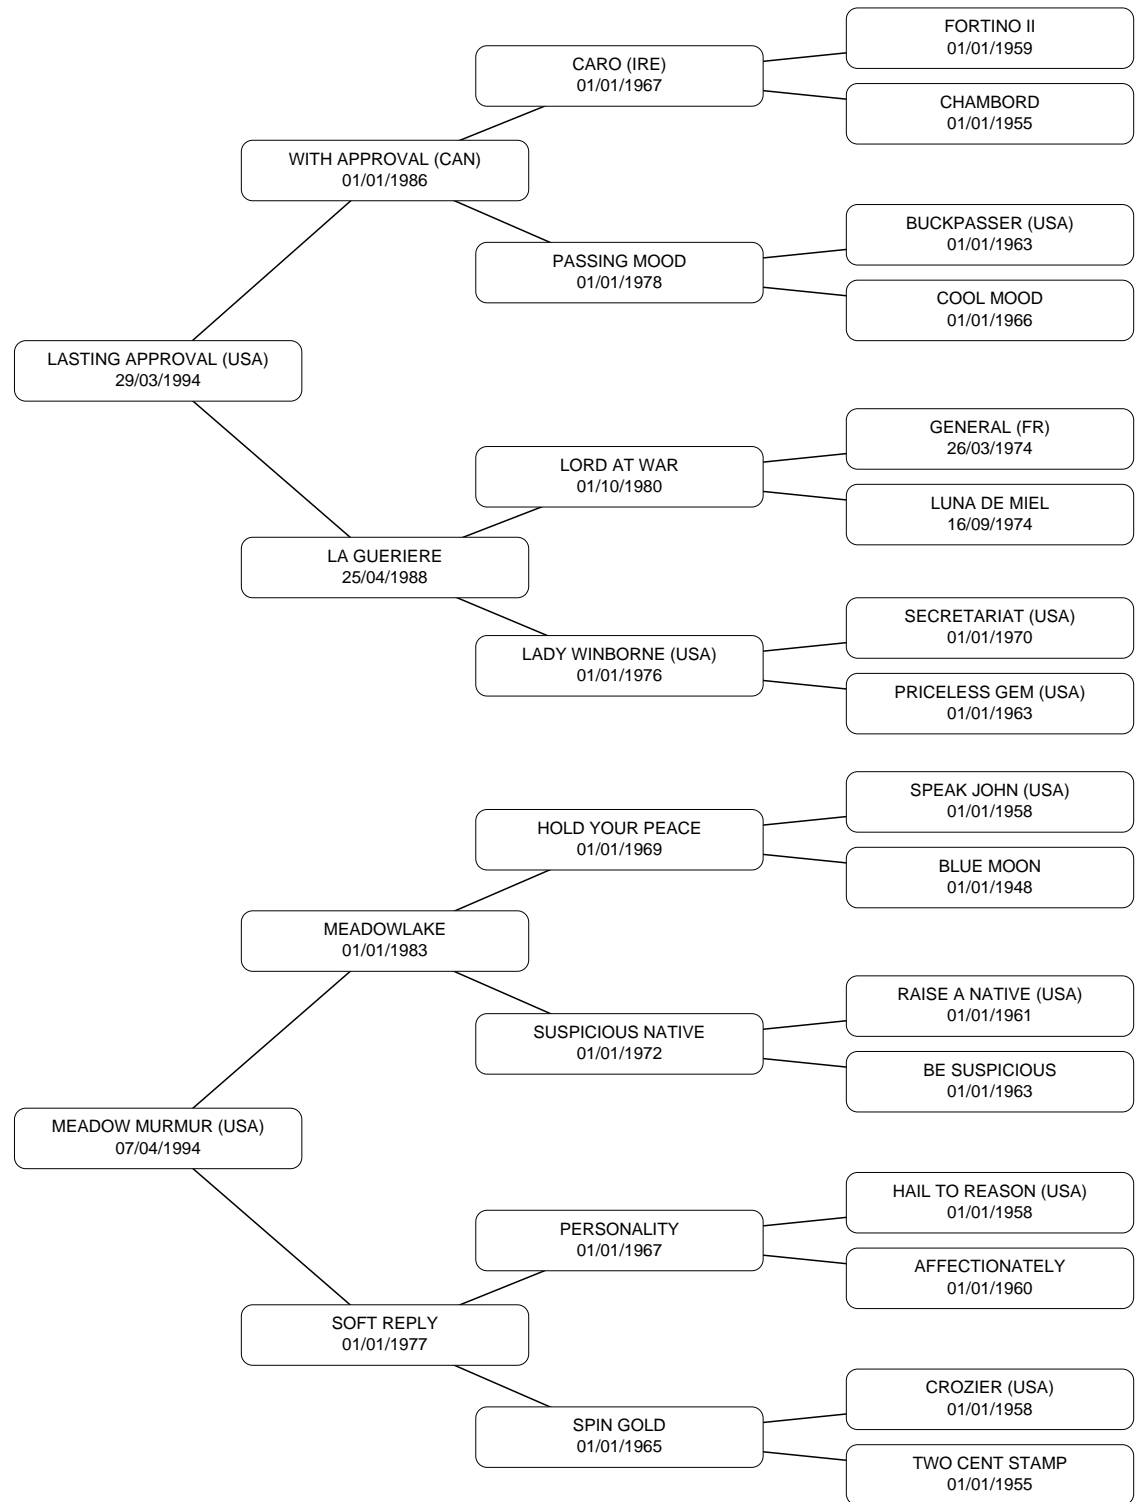 FORTINO II
01/01/1959
CARO (IRE)
01/01/1967
CHAMBORD
01/01/1955
WITH APPROVAL (CAN)
01/01/1986
BUCKPASSER (USA)
01/01/1963
PASSING MOOD
01/01/1978
COOL MOOD
01/01/1966
LASTING APPROVAL (USA)
29/03/1994
GENERAL (FR)
26/03/1974
LORD AT WAR
01/10/1980
LUNA DE MIEL
16/09/1974
LA GUERIERE
25/04/1988
SECRETARIAT (USA)
01/01/1970
LADY WINBORNE (USA)
01/01/1976
PRICELESS GEM (USA)
01/01/1963
SPEAK JOHN (USA)
01/01/1958
HOLD YOUR PEACE
01/01/1969
BLUE MOON
01/01/1948
MEADOWLAKE
01/01/1983
RAISE A NATIVE (USA)
01/01/1961
SUSPICIOUS NATIVE
01/01/1972
BE SUSPICIOUS
01/01/1963
MEADOW MURMUR (USA)
07/04/1994
HAIL TO REASON (USA)
01/01/1958
PERSONALITY
01/01/1967
AFFECTIONATELY
01/01/1960
SOFT REPLY
01/01/1977
CROZIER (USA)
01/01/1958
SPIN GOLD
01/01/1965
TWO CENT STAMP
01/01/1955